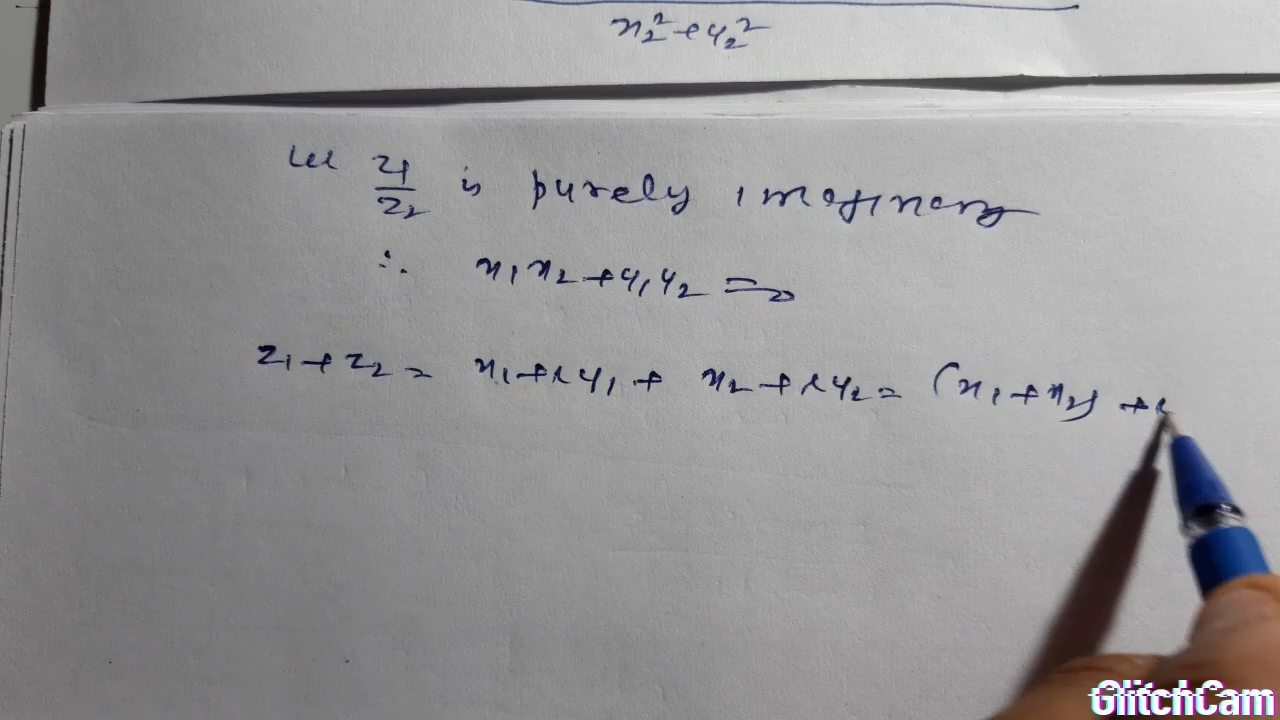 x₂² + y₂²
Let z₁/z₂ is purely imaginary
∴ x₁x₂ + y₁y₂ = 0
z₁ + z₂ = x₁ + iy₁ + x₂ + iy₂ = (x₁ + x₂) + i
GlitchCam